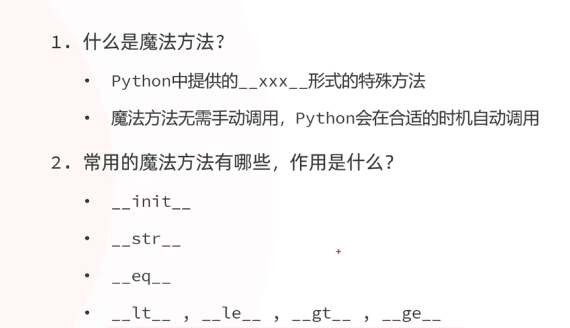 1. 什么是魔法方法？
• Python中提供的__xxx__形式的特殊方法
• 魔法方法无需手动调用，Python会在合适的时机自动调用
2. 常用的魔法方法有哪些，作用是什么？
• __init__
• __str__
• __eq__
• __lt__ , __le__ , __gt__ , __ge__